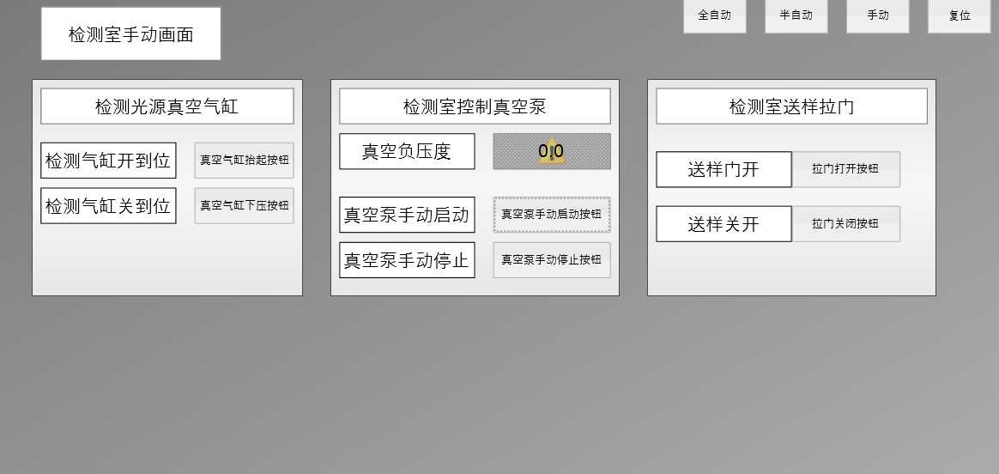 全自动
半自动
手动
复位
检测室手动画面
检测光源真空气缸
检测气缸开到位
真空气缸抬起按钮
检测气缸关到位
真空气缸下压按钮
检测室控制真空泵
真空负压度
0.0
真空泵手动启动
真空泵手动启动按钮
真空泵手动停止
真空泵手动停止按钮
检测室送样拉门
送样门开
拉门打开按钮
送样关开
拉门关闭按钮